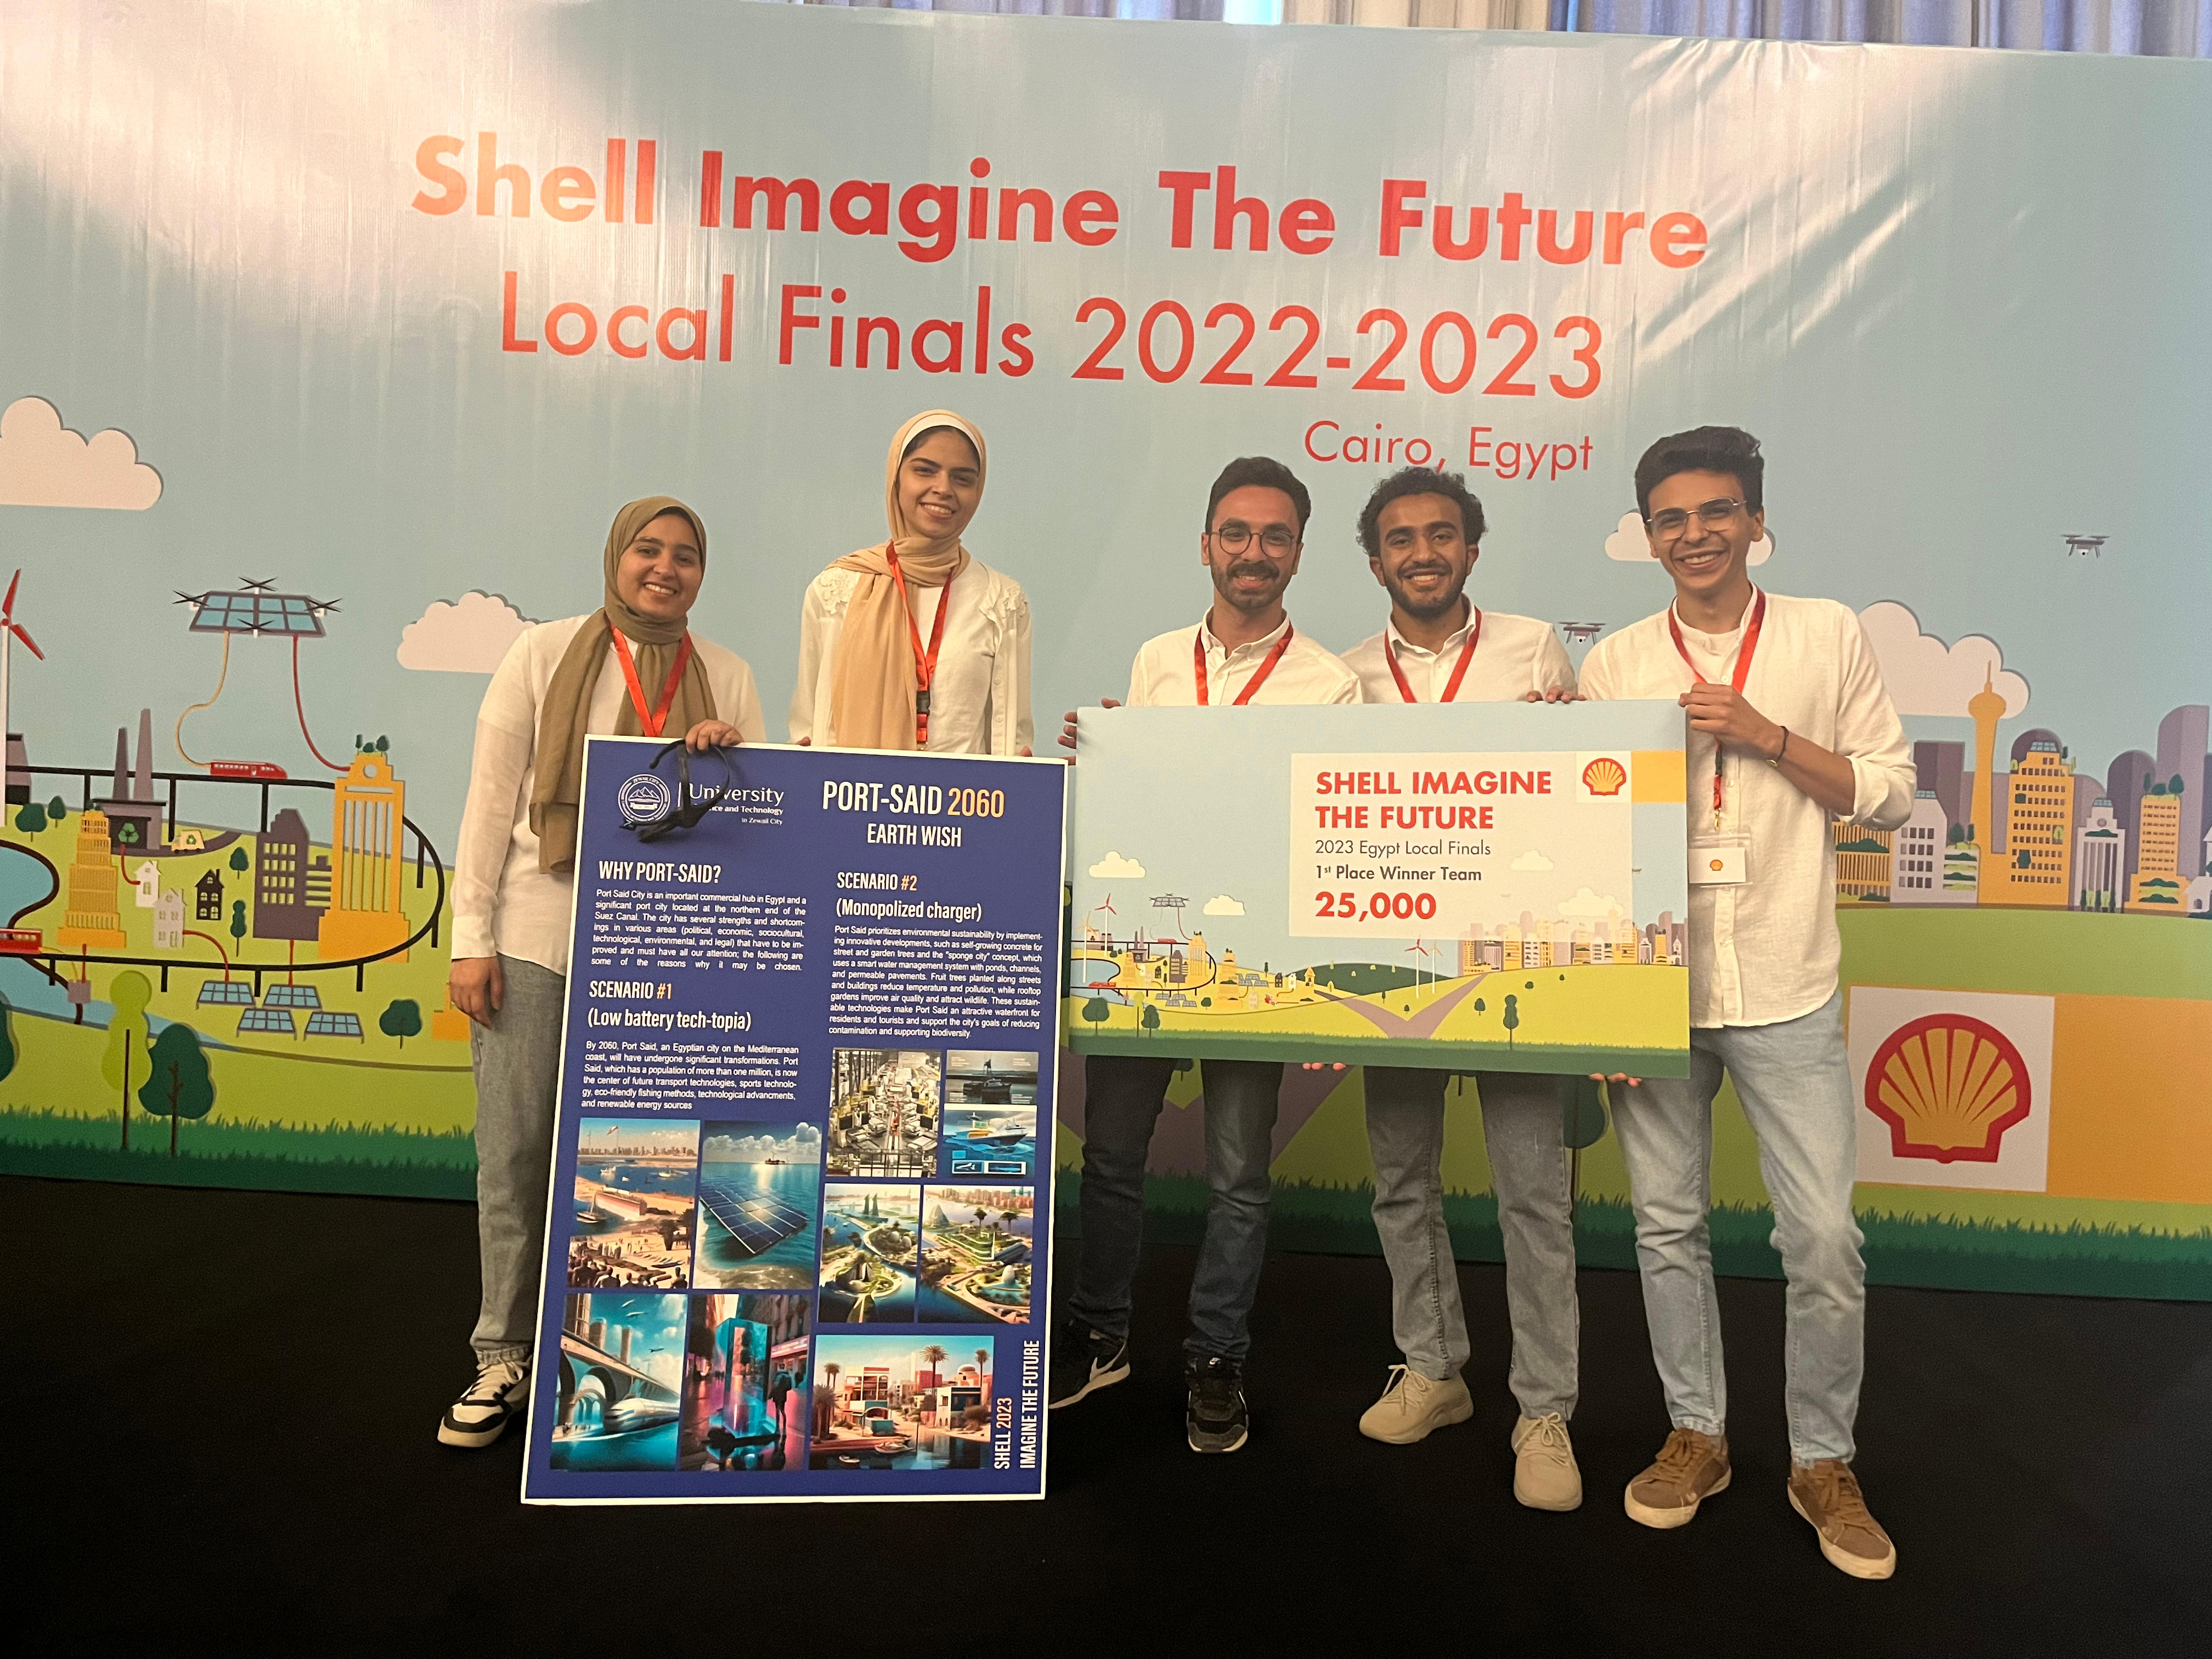 Shell Imagine The Future
Local Finals 2022-2023
Cairo, Egypt
ZEWAIL CITY
University
nce and Technology
in Zewail City
PORT-SAID 2060
EARTH WISH
WHY PORT-SAID?
Port Said City is an important commercial hub in Egypt and a
significant port city located at the northern end of the
Suez Canal. The city has several strengths and shortcom-
ings in various areas (political, economic, sociocultural,
technological, environmental, and legal) that have to be im-
proved and must have all our attention; the following are
some of the reasons why it may be chosen.
SCENARIO #1
(Low battery tech-topia)
By 2060, Port Said, an Egyptian city on the Mediterranean
coast, will have undergone significant transformations. Port
Said, which has a population of more than one million, is now
the center of future transport technologies, sports technolo-
gy, eco-friendly fishing methods, technological advancments,
and renewable energy sources
SCENARIO #2
(Monopolized charger)
Port Said prioritizes environmental sustainability by implement-
ing innovative developments, such as self-growing concrete for
street and garden trees and the "sponge city" concept, which
uses a smart water management system with ponds, channels,
and permeable pavements. Fruit trees planted along streets
and buildings reduce temperature and pollution, while rooftop
gardens improve air quality and attract wildlife. These sustain-
able technologies make Port Said an attractive waterfront for
residents and tourists and support the city's goals of reducing
contamination and supporting biodiversity.
SHELL 2023
IMAGINE THE FUTURE
SHELL IMAGINE
THE FUTURE
2023 Egypt Local Finals
1st Place Winner Team
25,000